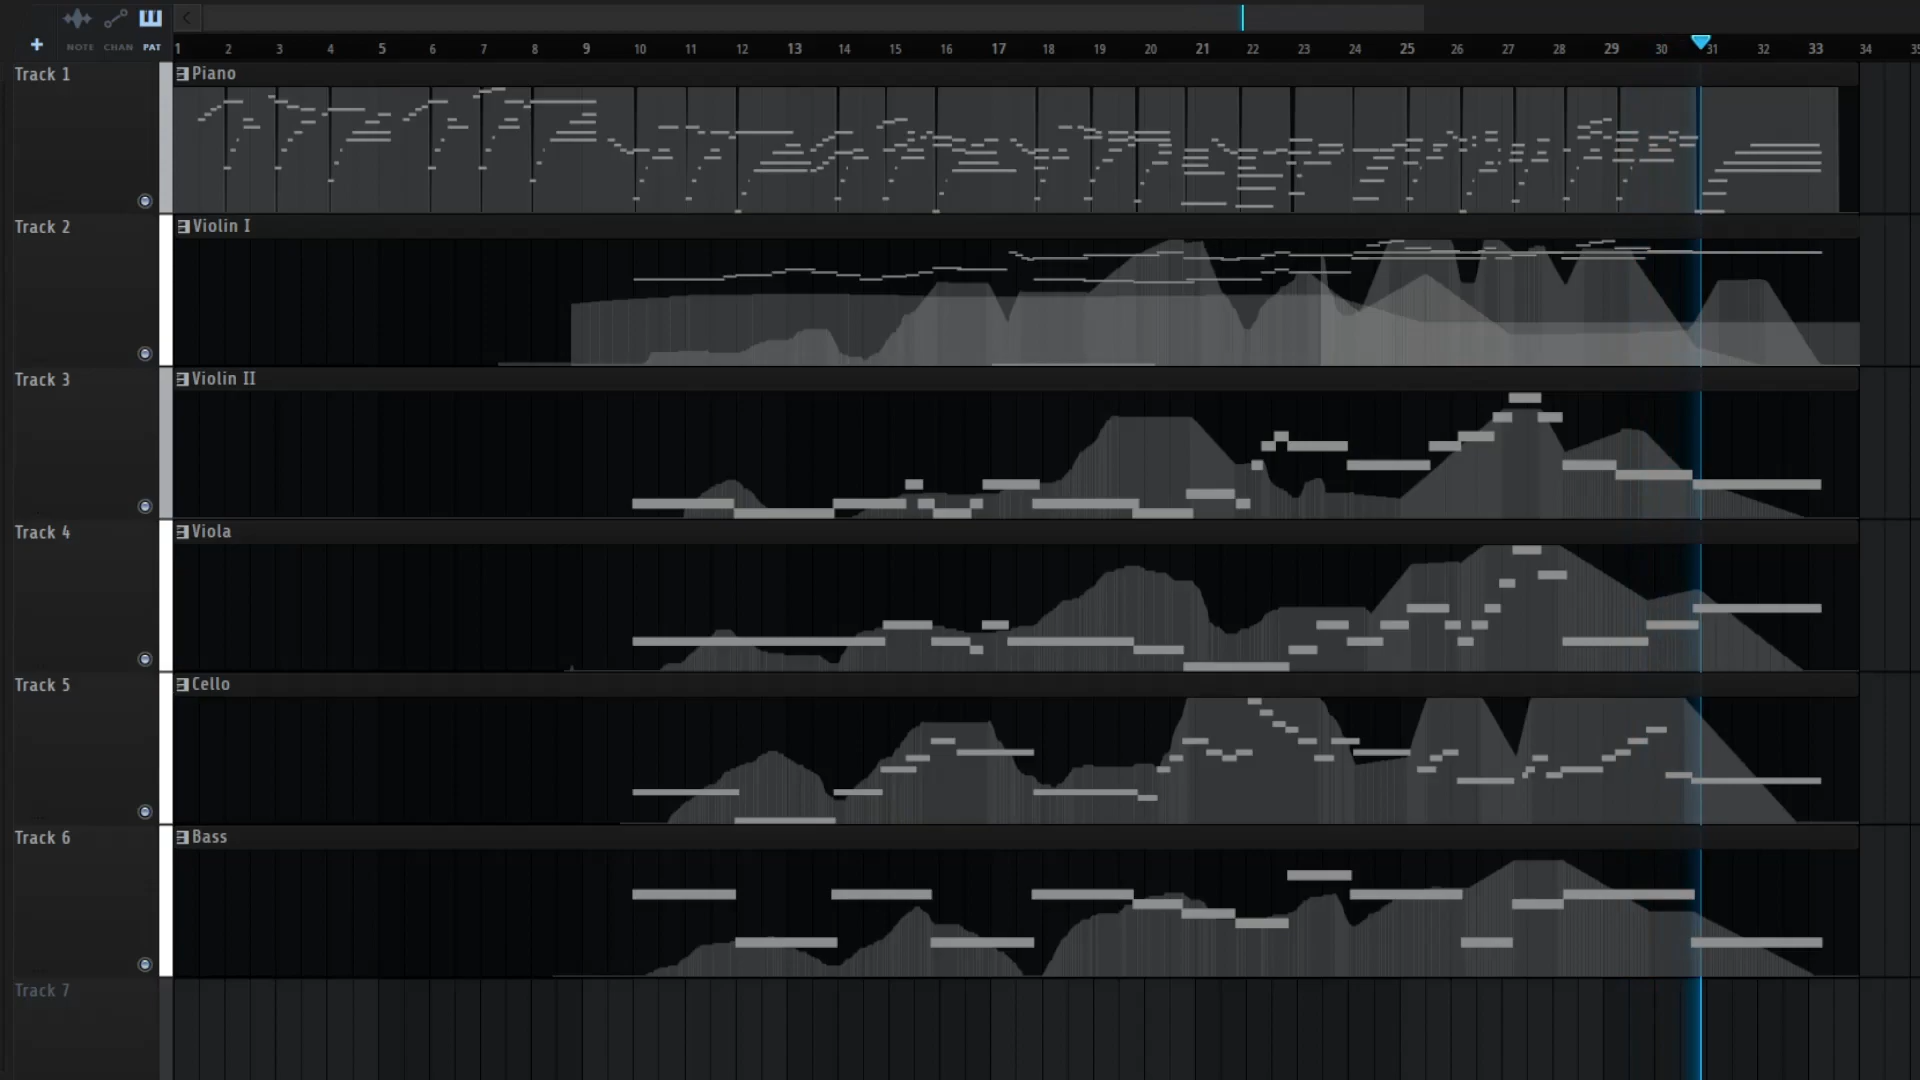 + NOTE CHAN PAT
1 2 3 4 5 6 7 8 9 10 11 12 13 14 15 16 17 18 19 20 21 22 23 24 25 26 27 28 29 30 31 32 33 34 35
Track 1 Piano
Track 2 Violin I
Track 3 Violin II
Track 4 Viola
Track 5 Cello
Track 6 Bass
Track 7